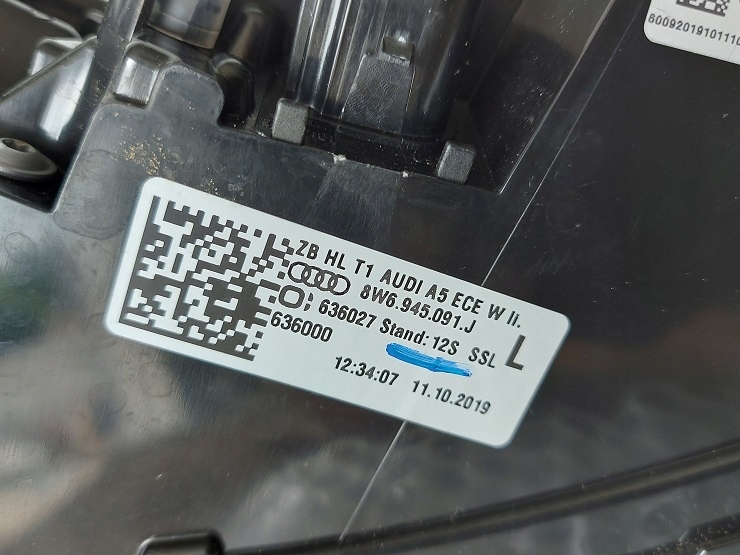 8009201910111
ZB HL T1 AUDI A5 ECE W II.
8W6.945.091.J
636027 Stand: 12S SSL L
636000
12:34:07 11.10.2019